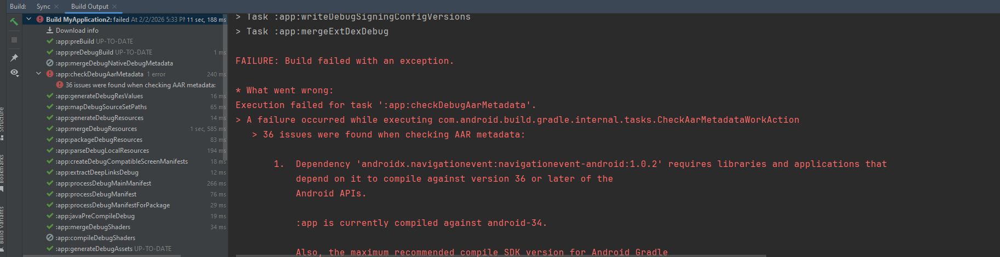 Build: Sync × Build Output ×
Build MyApplication2: failed At 2/2/2026 5:33 PM 11 sec, 188 ms
Download info
:app:preBuild UP-TO-DATE
:app:preDebugBuild UP-TO-DATE 1 ms
:app:mergeDebugNativeDebugMetadata
:app:checkDebugAarMetadata 1 error 240 ms
36 issues were found when checking AAR metadata:
:app:generateDebugResValues 16 ms
:app:mapDebugSourceSetPaths 65 ms
:app:generateDebugResources 14 ms
:app:mergeDebugResources 1 sec, 585 ms
:app:packageDebugResources 83 ms
:app:parseDebugLocalResources 194 ms
:app:createDebugCompatibleScreenManifests 18 ms
:app:extractDeepLinksDebug 12 ms
:app:processDebugMainManifest 266 ms
:app:processDebugManifest 76 ms
:app:processDebugManifestForPackage 29 ms
:app:javaPreCompileDebug 19 ms
:app:mergeDebugShaders 34 ms
:app:compileDebugShaders
:app:generateDebugAssets UP-TO-DATE
> Task :app:writeDebugSigningConfigVersions
> Task :app:mergeExtDexDebug
FAILURE: Build failed with an exception.
* What went wrong:
Execution failed for task ':app:checkDebugAarMetadata'.
> A failure occurred while executing com.android.build.gradle.internal.tasks.CheckAarMetadataWorkAction
> 36 issues were found when checking AAR metadata:
1. Dependency 'androidx.navigationevent:navigationevent-android:1.0.2' requires libraries and applications that
depend on it to compile against version 36 or later of the
Android APIs.
:app is currently compiled against android-34.
Also, the maximum recommended compile SDK version for Android Gradle
Structure
Bookmarks
Build Variants